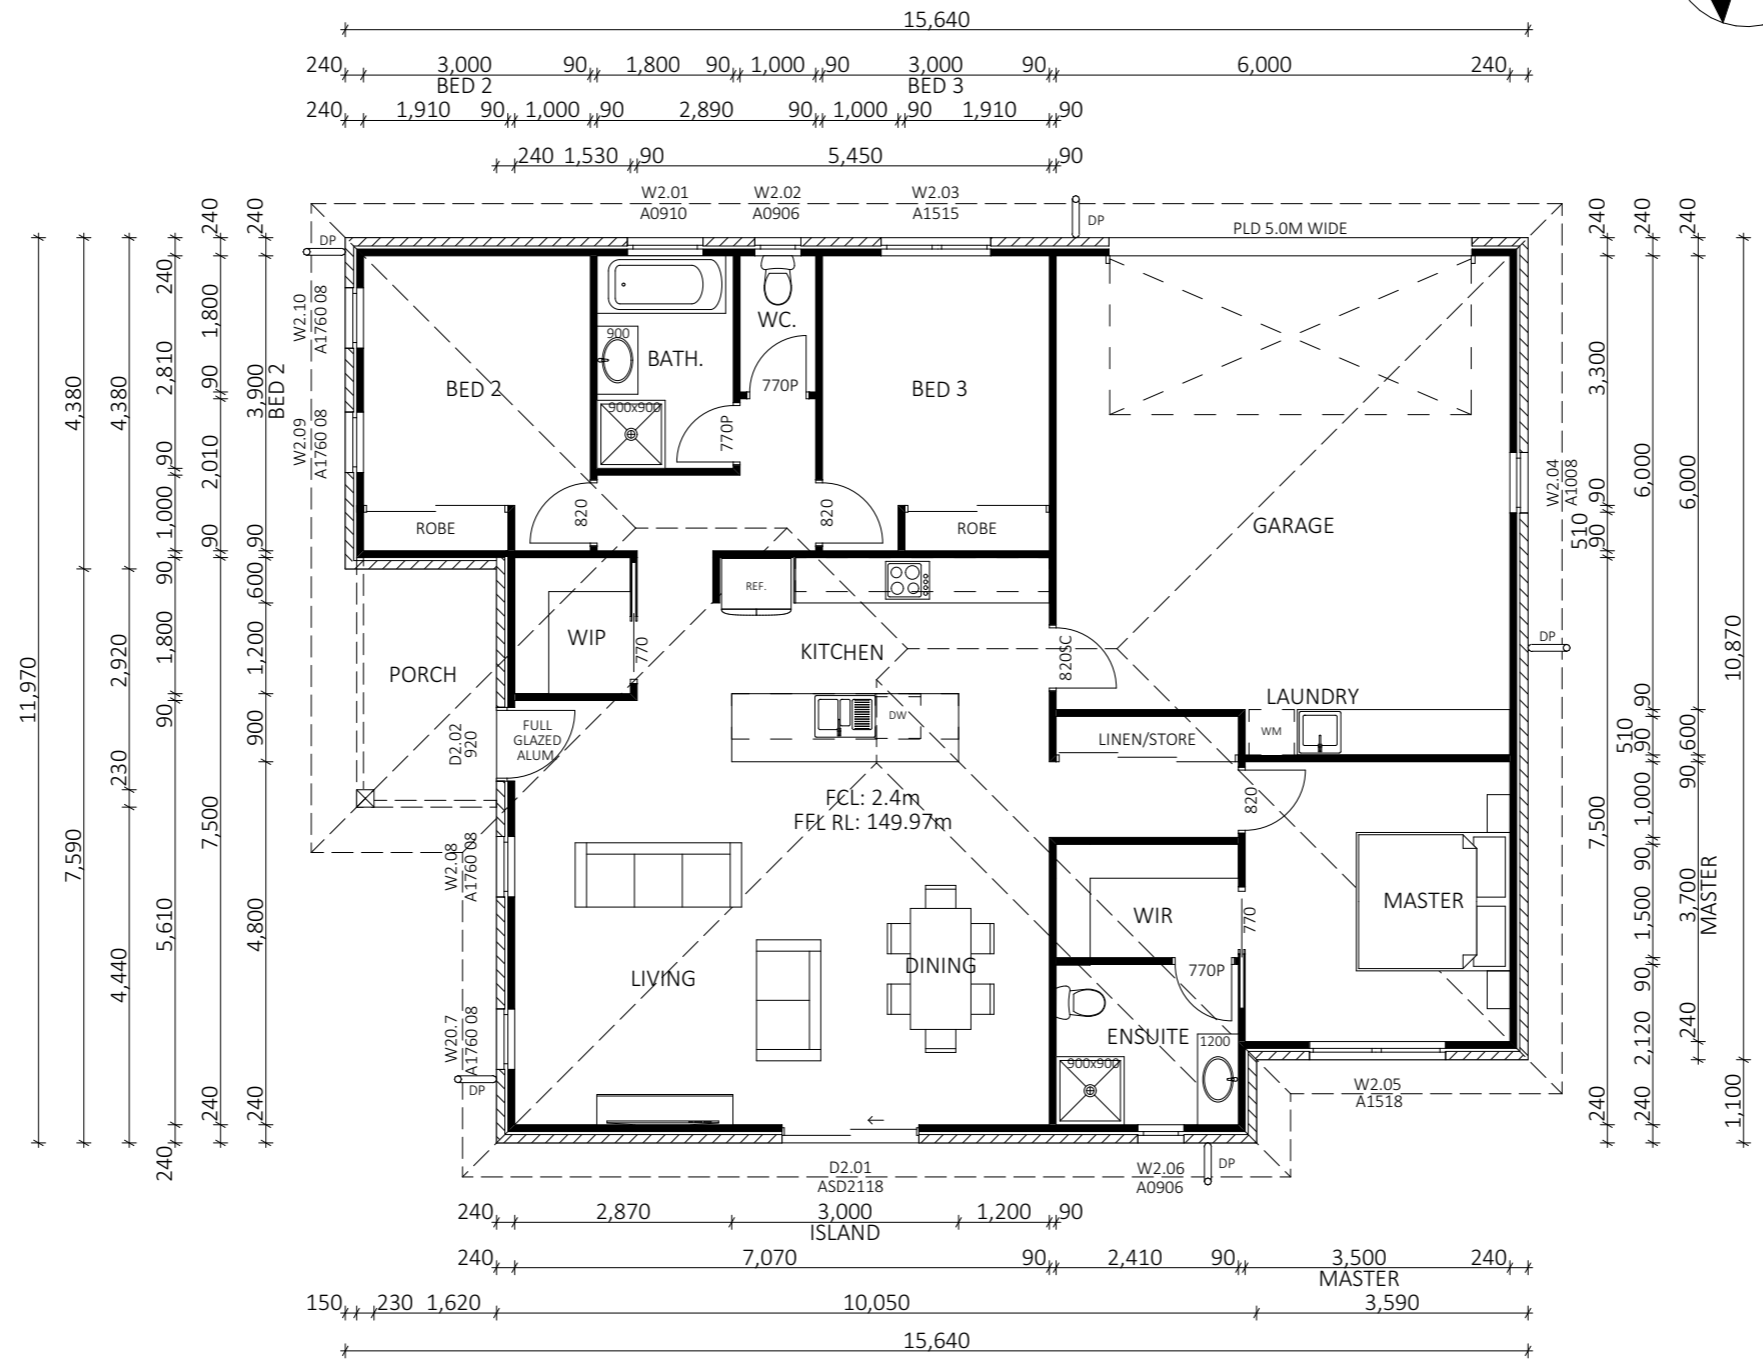 15,640
240 3,000 90 1,800 90 1,000 90 3,000 90 6,000 240
BED 2 BED 3
240 1,910 90 1,000 90 2,890 90 1,000 90 1,910 90
240 1,530 90 5,450 90
W2.01 W2.02 W2.03
A0910 A0906 A1515
DP
DP
PLD 5.0M WIDE
11,970
4,380
7,590
4,380
2,920
230
4,440
240
2,810
90
1,000
90
1,800
90
5,610
240
240
1,800
90
2,010
90
7,500
240
240
3,900
BED 2
90
600
1,200
900
4,800
240
W2.10
A1760 08
W2.09
A1760 08
BED 2
ROBE
900
BATH.
900x900
770P
WC.
770P
820
820
BED 3
ROBE
GARAGE
W2.04
A1008
DP
REF.
WIP
770
KITCHEN
820SC
PORCH
LAUNDRY
D2.02
920
FULL
GLAZED
ALUM.
DW
LINEN/STORE
WM
FCL: 2.4m
FFL RL: 149.97m
820
W2.08
A1760 08
MASTER
WIR
770
LIVING
DINING
770P
W20.7
A1760 08
DP
ENSUITE
1200
900x900
W2.05
A1518
D2.01
ASD2118
W2.06
A0906
DP
240
3,300
90
510
90
7,500
240
240
6,000
90
510
90
1,000
90
1,500
90
2,120
240
240
6,000
600
90
3,700
MASTER
240
10,870
1,100
240 2,870 3,000 1,200 90
ISLAND
240 7,070 90 2,410 90 3,500 240
MASTER
150 230 1,620 10,050 3,590
15,640